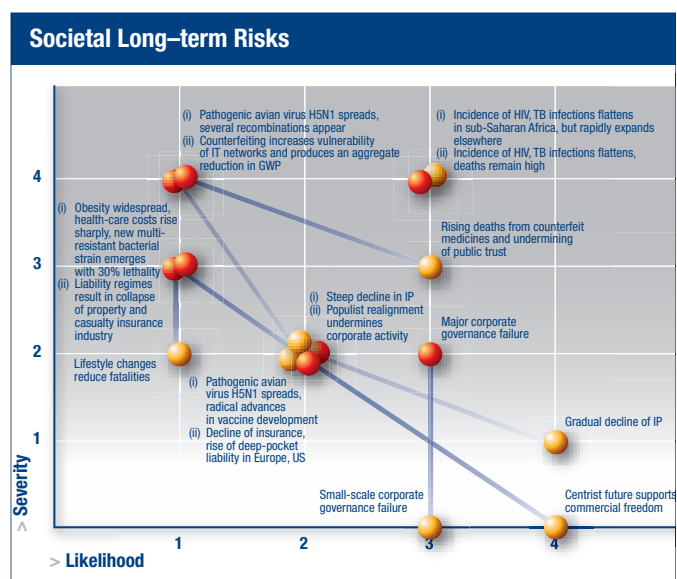 Societal Long–term Risks
(i) Pathogenic avian virus H5N1 spreads,
several recombinations appear
(ii) Counterfeiting increases vulnerability
of IT networks and produces an aggregate
reduction in GWP
(i) Incidence of HIV, TB infections flattens
in sub-Saharan Africa, but rapidly expands
elsewhere
(ii) Incidence of HIV, TB infections flattens,
deaths remain high
4
(i) Obesity widespread,
health-care costs rise
sharply, new multi-
resistant bacterial
strain emerges
with 30% lethality
(ii) Liability regimes
result in collapse
of property and
casualty insurance
industry
Rising deaths from counterfeit
medicines and undermining
of public trust
3
(i) Steep decline in IP
(ii) Populist realignment
undermines
corporate activity
Major corporate
governance failure
2
Lifestyle changes
reduce fatalities
(i) Pathogenic avian
virus H5N1 spreads,
radical advances
in vaccine development
(ii) Decline of insurance,
rise of deep-pocket
liability in Europe, US
Gradual decline of IP
1
Small-scale corporate
governance failure
Centrist future supports
commercial freedom
> Severity
1 2 3 4
> Likelihood